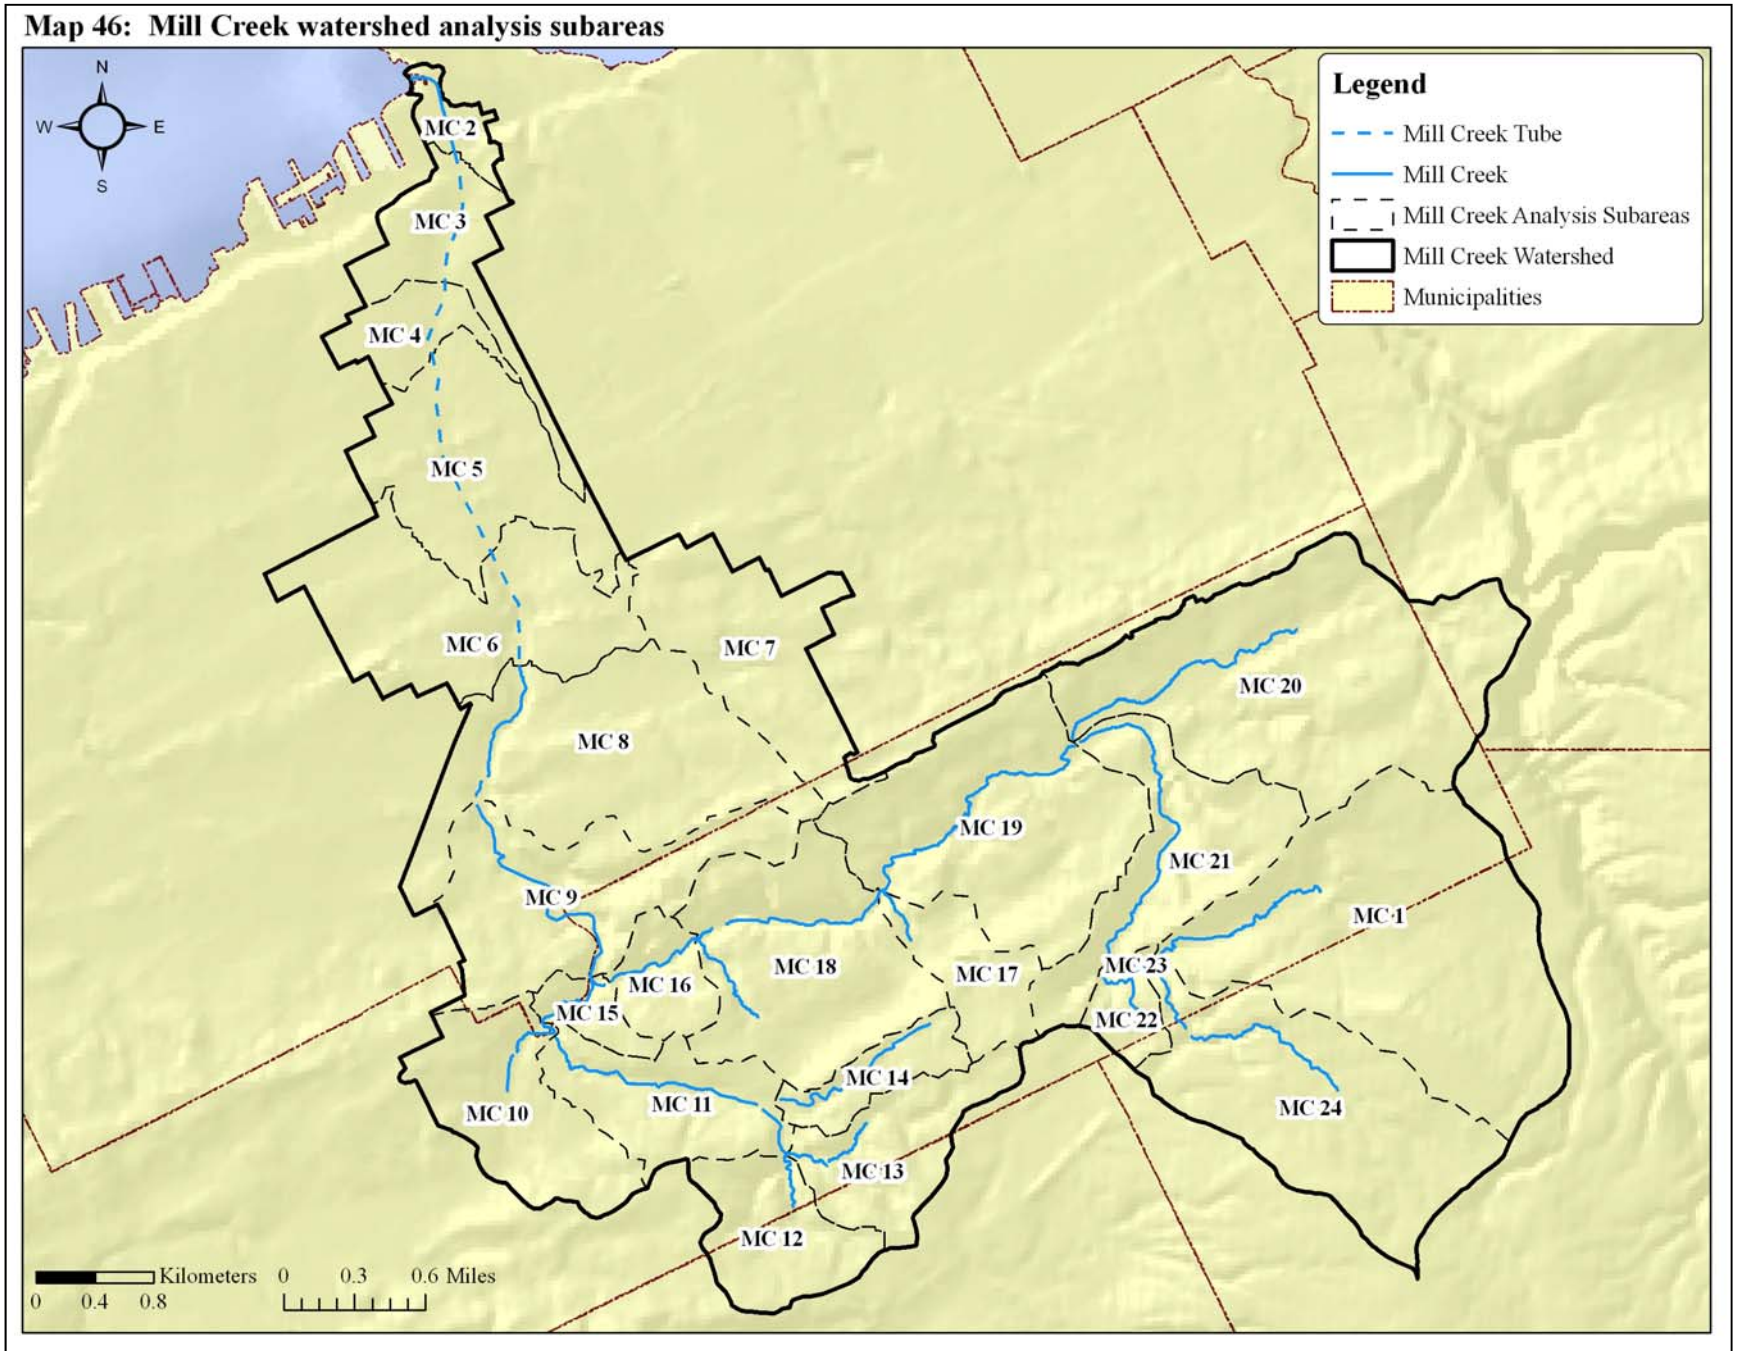 Map 46: Mill Creek watershed analysis subareas
N
W E
S
Legend
Mill Creek Tube
Mill Creek
Mill Creek Analysis Subareas
Mill Creek Watershed
Municipalities
MC 2
MC 3
MC 4
MC 5
MC 6
MC 7
MC 8
MC 20
MC 19
MC 21
MC 9
MC 1
MC 18
MC 17
MC 23
MC 16
MC 15
MC 22
MC 14
MC 11
MC 10
MC 24
MC 13
MC 12
Kilometers
0 0.4 0.8
0 0.3 0.6 Miles